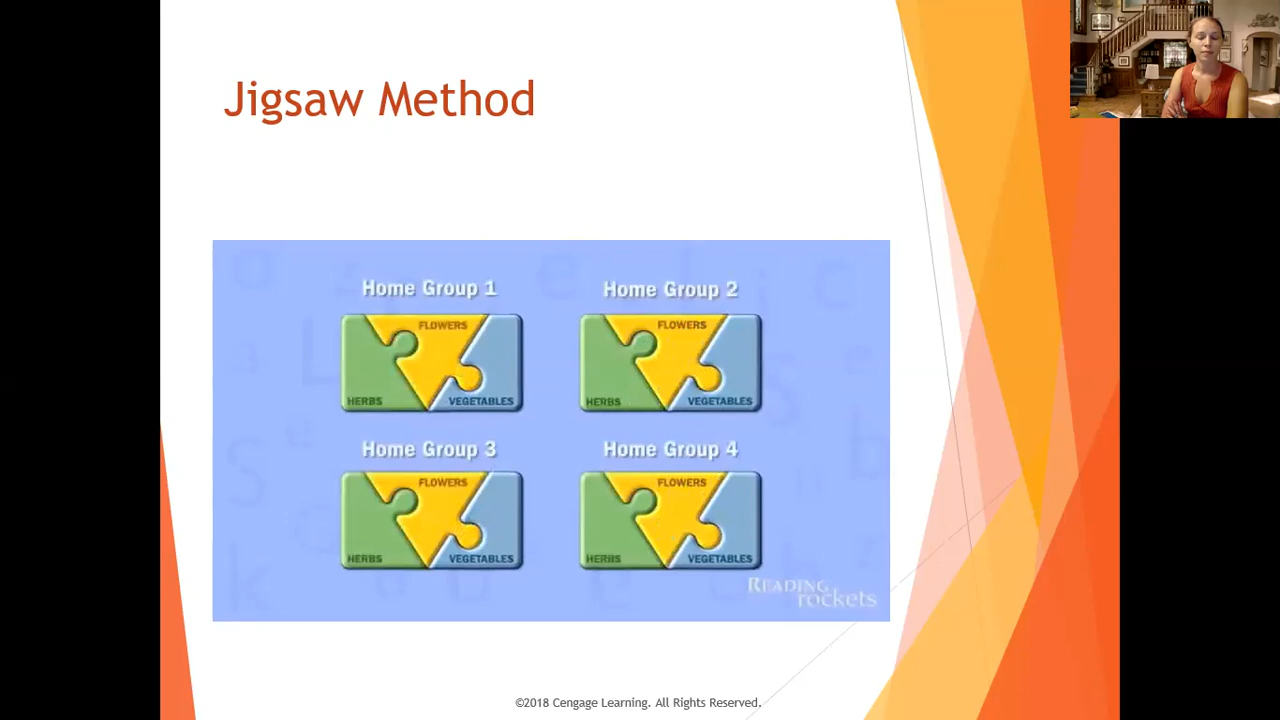 Jigsaw Method
Home Group 1
Home Group 2
FLOWERS
HERBS
VEGETABLES
FLOWERS
HERBS
VEGETABLES
Home Group 3
Home Group 4
FLOWERS
HERBS
VEGETABLES
FLOWERS
HERBS
VEGETABLES
READING
rockets
©2018 Cengage Learning. All Rights Reserved.